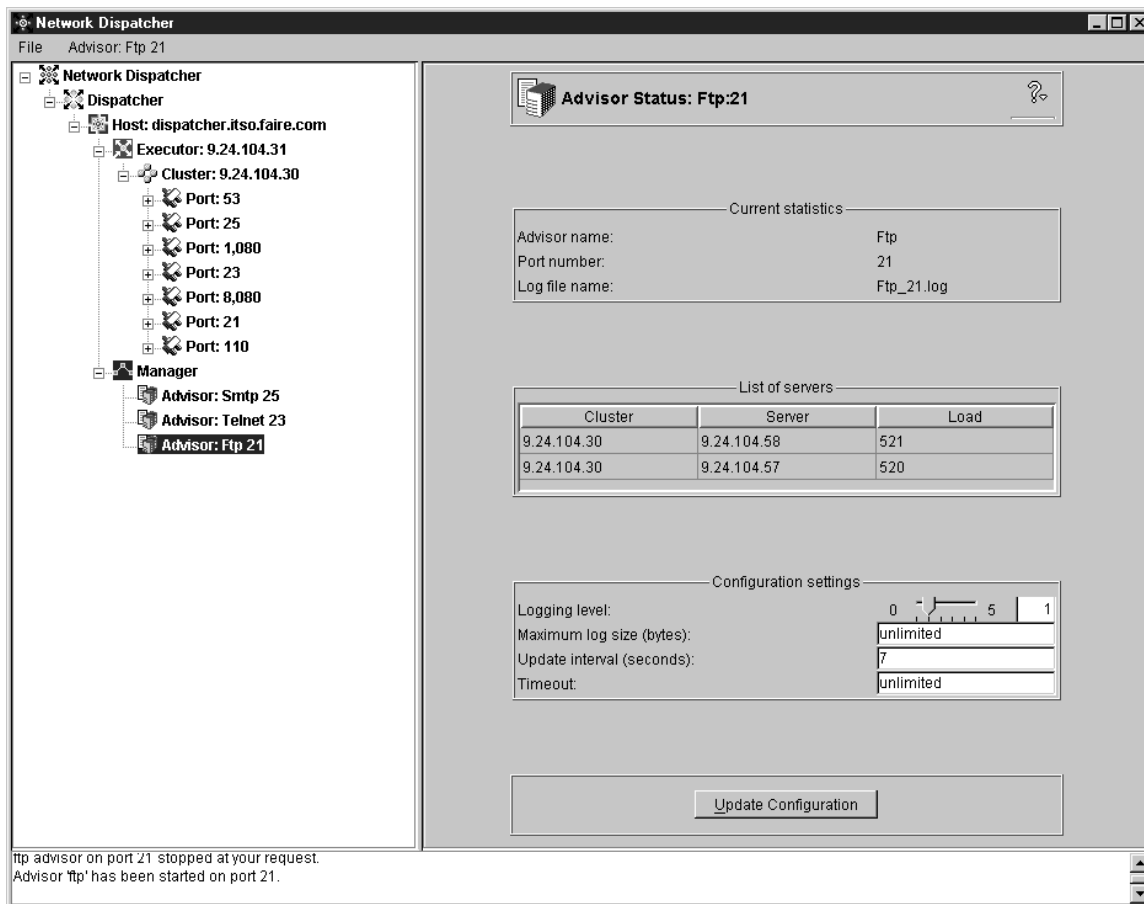 Network Dispatcher
File Advisor: Ftp 21
Network Dispatcher
Dispatcher
Host: dispatcher.itso.faire.com
Executor: 9.24.104.31
Cluster: 9.24.104.30
Port: 53
Port: 25
Port: 1,080
Port: 23
Port: 8,080
Port: 21
Port: 110
Manager
Advisor: Smtp 25
Advisor: Telnet 23
Advisor: Ftp 21
Advisor Status: Ftp:21
?
Current statistics
Advisor name: Ftp
Port number: 21
Log file name: Ftp_21.log
List of servers
Cluster Server Load
9.24.104.30 9.24.104.58 521
9.24.104.30 9.24.104.57 520
Configuration settings
Logging level: 0 5 1
Maximum log size (bytes): unlimited
Update interval (seconds): 7
Timeout: unlimited
Update Configuration
ftp advisor on port 21 stopped at your request.
Advisor 'ftp' has been started on port 21.